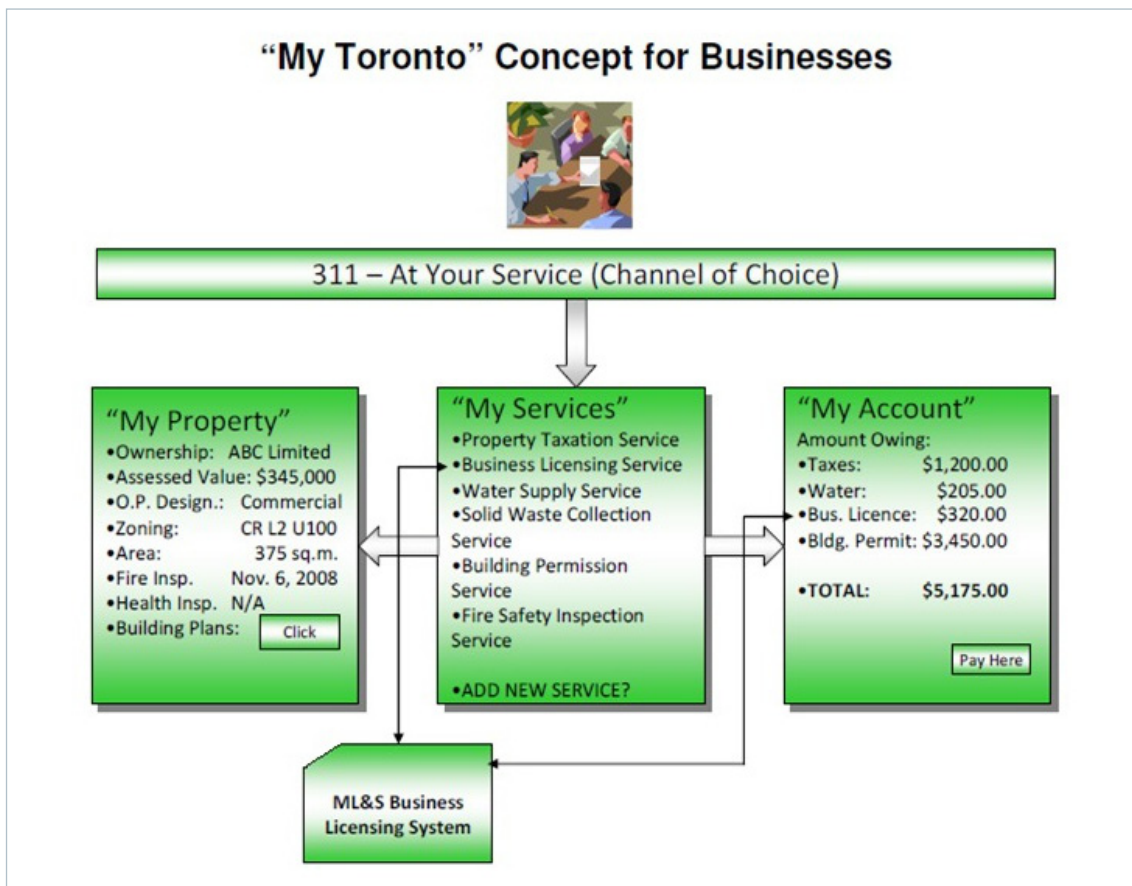 “My Toronto” Concept for Businesses
311 – At Your Service (Channel of Choice)
“My Property”
•Ownership: ABC Limited
•Assessed Value: $345,000
•O.P. Design.: Commercial
•Zoning: CR L2 U100
•Area: 375 sq.m.
•Fire Insp. Nov. 6, 2008
•Health Insp. N/A
•Building Plans: Click
“My Services”
•Property Taxation Service
•Business Licensing Service
•Water Supply Service
•Solid Waste Collection
Service
•Building Permission
Service
•Fire Safety Inspection
Service
•ADD NEW SERVICE?
“My Account”
Amount Owing:
•Taxes: $1,200.00
•Water: $205.00
•Bus. Licence: $320.00
•Bldg. Permit: $3,450.00
•TOTAL: $5,175.00
Pay Here
ML&S Business
Licensing System